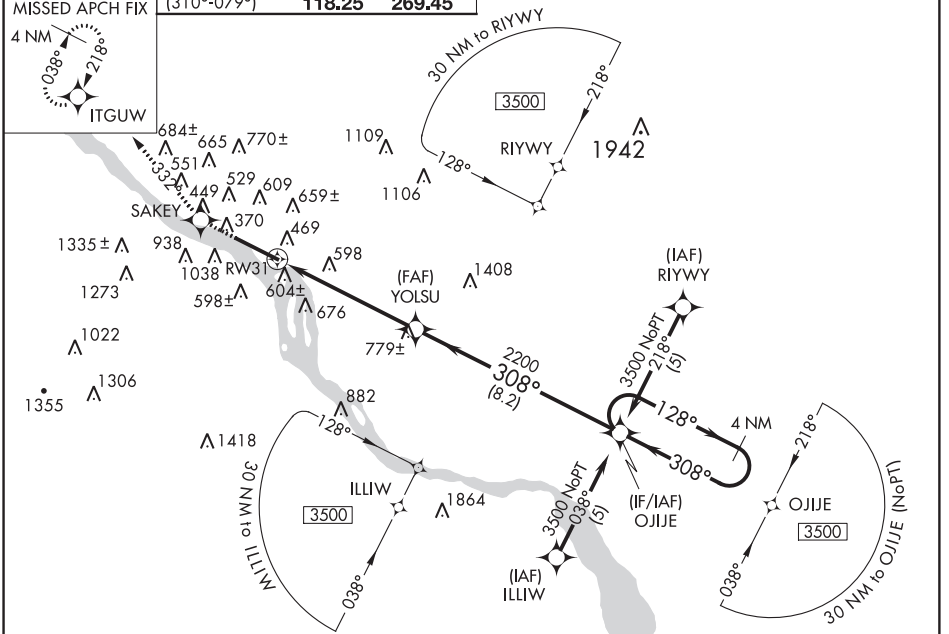 MISSED APCH FIX
4 NM
038°
218°
ITGUW
(310°-079°) 118.25 269.45
30 NM to RIYWY
3500
218°
RIYWY
128°
1942
1109
1106
684±
665
770±
551
332°
449
529
609
659±
SAKEY
370
469
1335±
938
1038
RW31
598
1273
598±
604±
676
(FAF)
YOLSU
1408
779±
(IAF)
RIYWY
3500 NoPT
218°
(5)
1022
1306
1355
2200
308°
(8.2)
128°
4 NM
308°
882
1418
128°
30 NM to ILLIW
ILLIW
3500
038°
1864
3500 NoPT
038°
(5)
(IF/IAF)
OJIJE
(IAF)
ILLIW
218°
OJIJE
3500
038°
30 NM to OJIJE (NoPT)